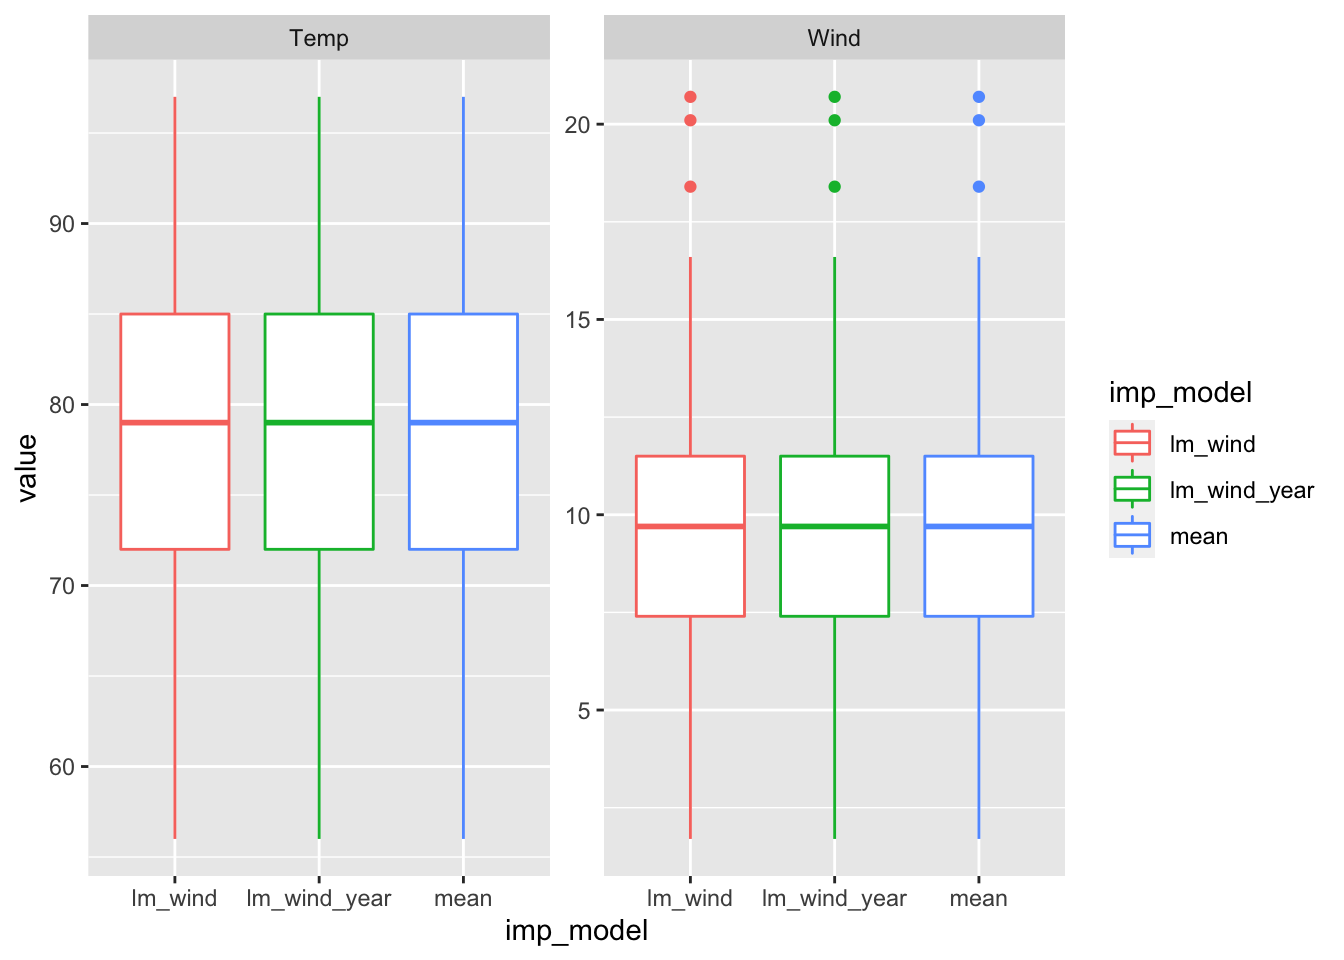 Temp
Wind
value
90
80
70
60
20
15
10
5
lm_wind
lm_wind_year
mean
lm_wind
lm_wind_year
mean
imp_model
imp_model
lm_wind
lm_wind_year
mean